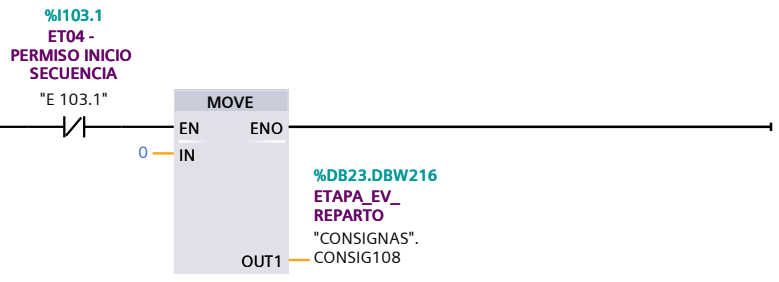 %I103.1
ET04 -
PERMISO INICIO
SECUENCIA
"E 103.1"
MOVE
EN
ENO
0
IN
%DB23.DBW216
ETAPA_EV_
REPARTO
"CONSIGNAS".
CONSIG108
OUT1